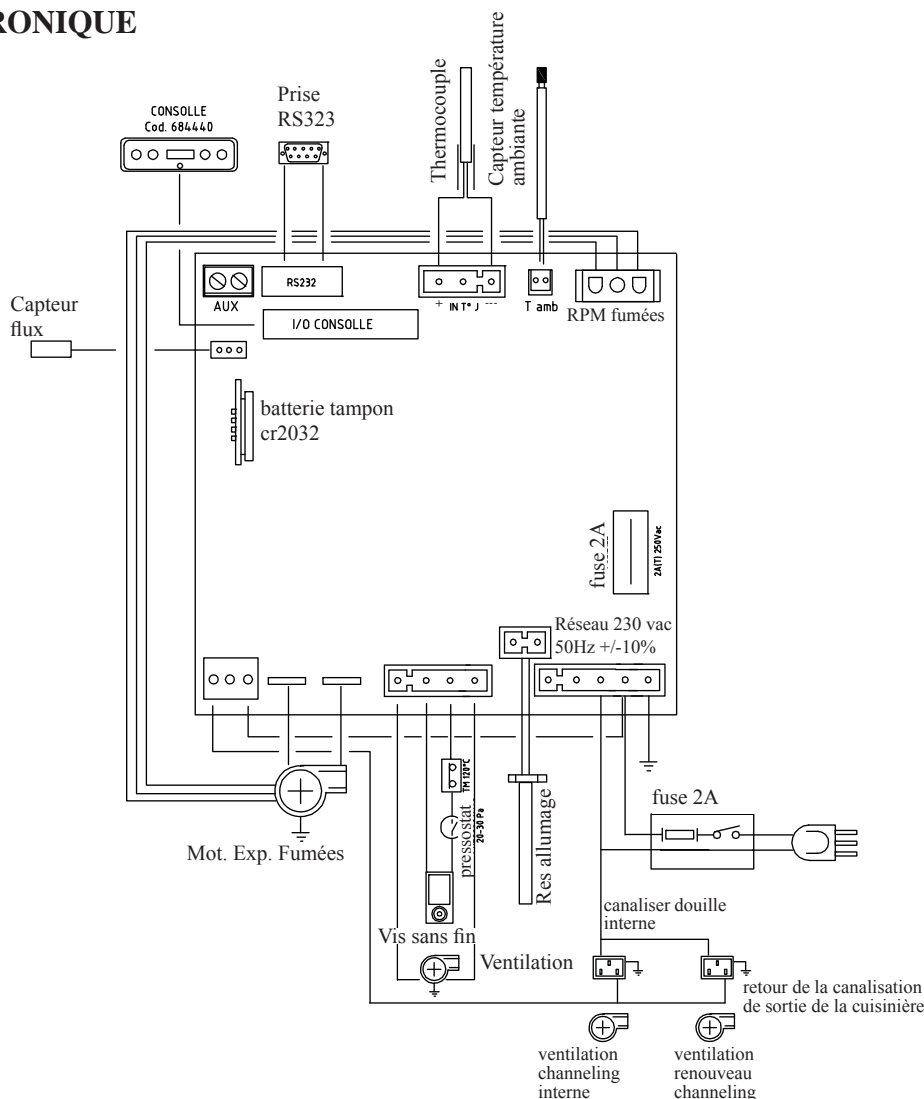 RONIQUE
CONSOLLE
Cod. 684440
Prise
RS323
Thermocouple
Capteur température
ambiante
AUX
RS232
I/O CONSOLLE
+ IN T° J ---
T amb
RPM fumées
Capteur
flux
batterie tampon
cr2032
fuse 2A
2A(T) 250Vac
Réseau 230 vac
50Hz +/-10%
TM 120°C
pressostat
20-30 Pa
Res allumage
fuse 2A
Mot. Exp. Fumées
Vis sans fin
Ventilation
canaliser douille
interne
retour de la canalisation
de sortie de la cuisinière
ventilation
channeling
interne
ventilation
renouveau
channeling